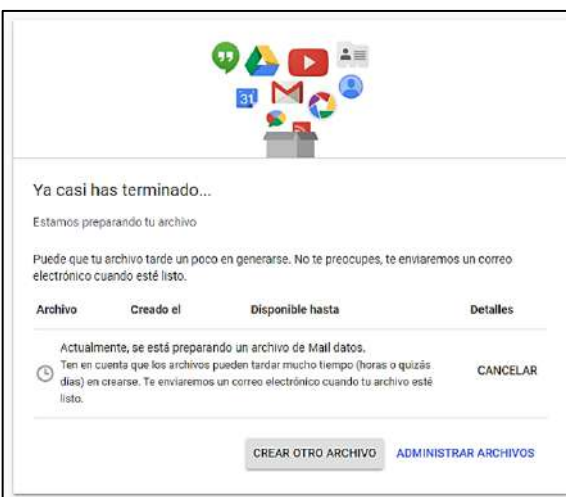 31
Ya casi has terminado...
Estamos preparando tu archivo
Puede que tu archivo tarde un poco en generarse. No te preocupes, te enviaremos un correo
electrónico cuando esté listo.
Archivo Creado el Disponible hasta Detalles
Actualmente, se está preparando un archivo de Mail datos.
Ten en cuenta que los archivos pueden tardar mucho tiempo (horas o quizás
días) en crearse. Te enviaremos un correo electrónico cuando tu archivo esté
listo.
CANCELAR
CREAR OTRO ARCHIVO ADMINISTRAR ARCHIVOS